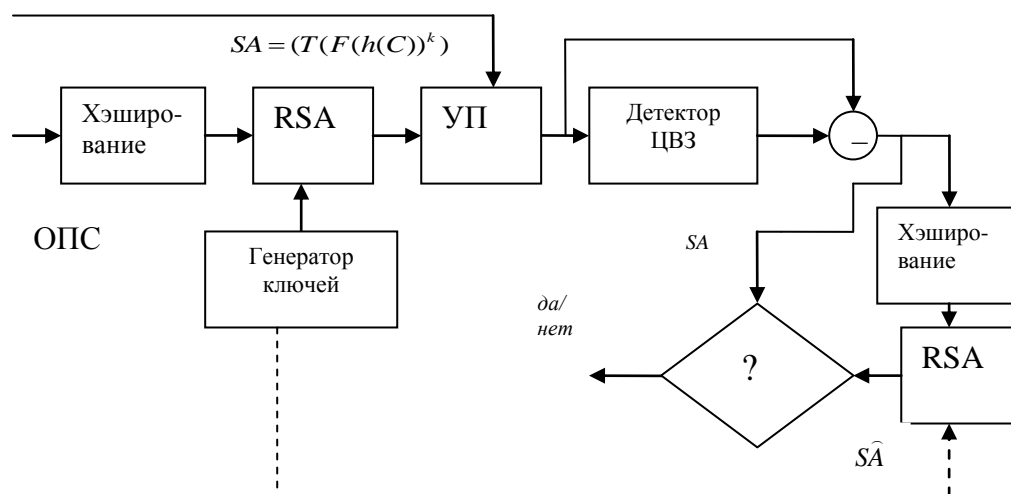 SA = (T(F(h(C))^k)
Хэширо-
вание
RSA
УП
Детектор
ЦВЗ
−
ОПС
Генератор
ключей
SA
Хэширо-
вание
да/
нет
?
RSA
SÂ